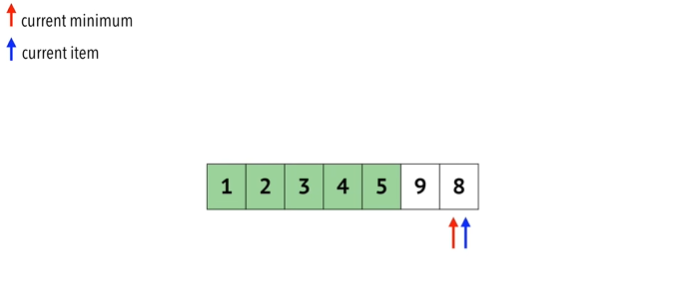 current minimum
current item
1 2 3 4 5 9 8